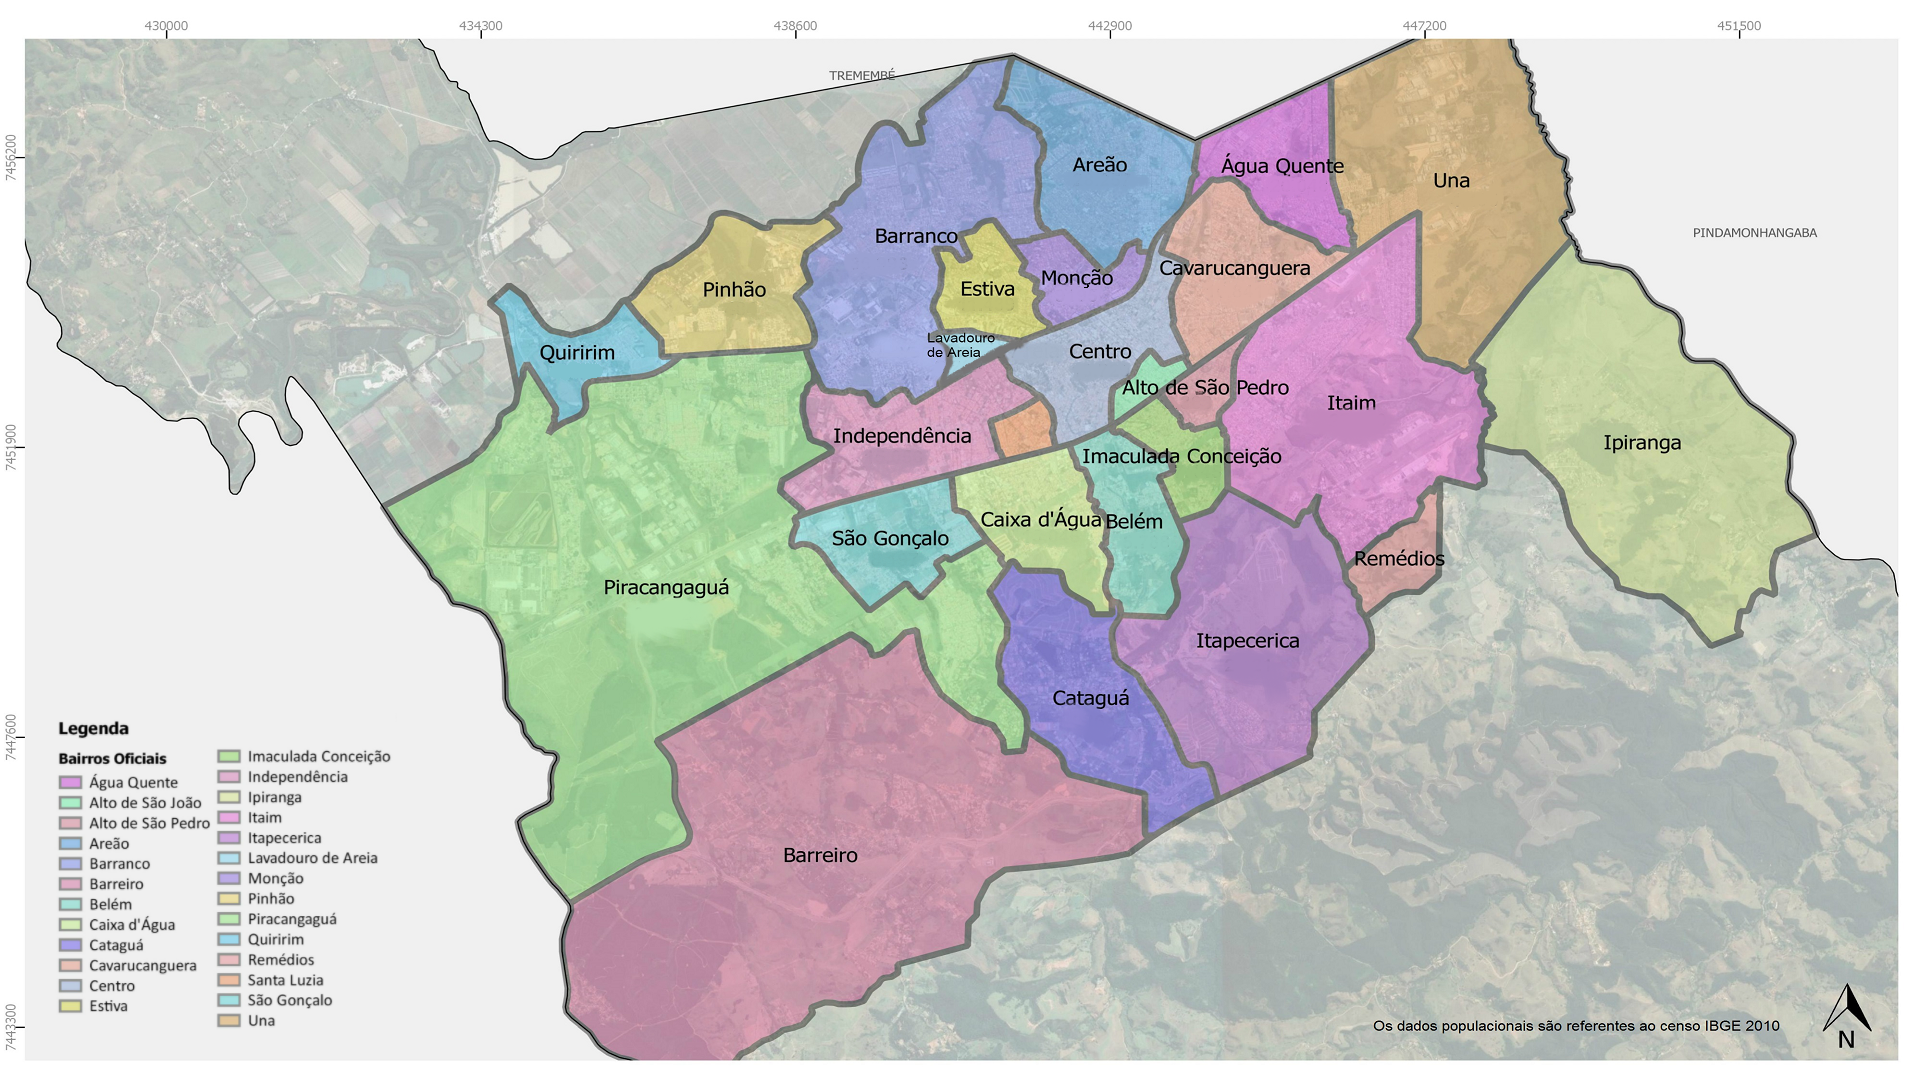 430000
434300
438600
442900
447200
451500
TREMEMBÉ
7456200
Areão
Água Quente
Una
PINDAMONHANGABA
Barranco
Cavarucanguera
Monção
Pinhão
Estiva
Lavadouro
de Areia
Quiririm
Centro
Alto de São Pedro
Itaim
7451900
Independência
Ipiranga
Imaculada Conceição
Caixa d'Água
Belém
São Gonçalo
Remédios
Piracangaguá
Itapecerica
Cataguá
7447600
Barreiro
7443300
Legenda
Bairros Oficiais
Água Quente
Alto de São João
Alto de São Pedro
Areão
Barranco
Barreiro
Belém
Caixa d'Água
Cataguá
Cavarucanguera
Centro
Estiva
Imaculada Conceição
Independência
Ipiranga
Itaim
Itapecerica
Lavadouro de Areia
Monção
Pinhão
Piracangaguá
Quiririm
Remédios
Santa Luzia
São Gonçalo
Una
Os dados populacionais são referentes ao censo IBGE 2010
N